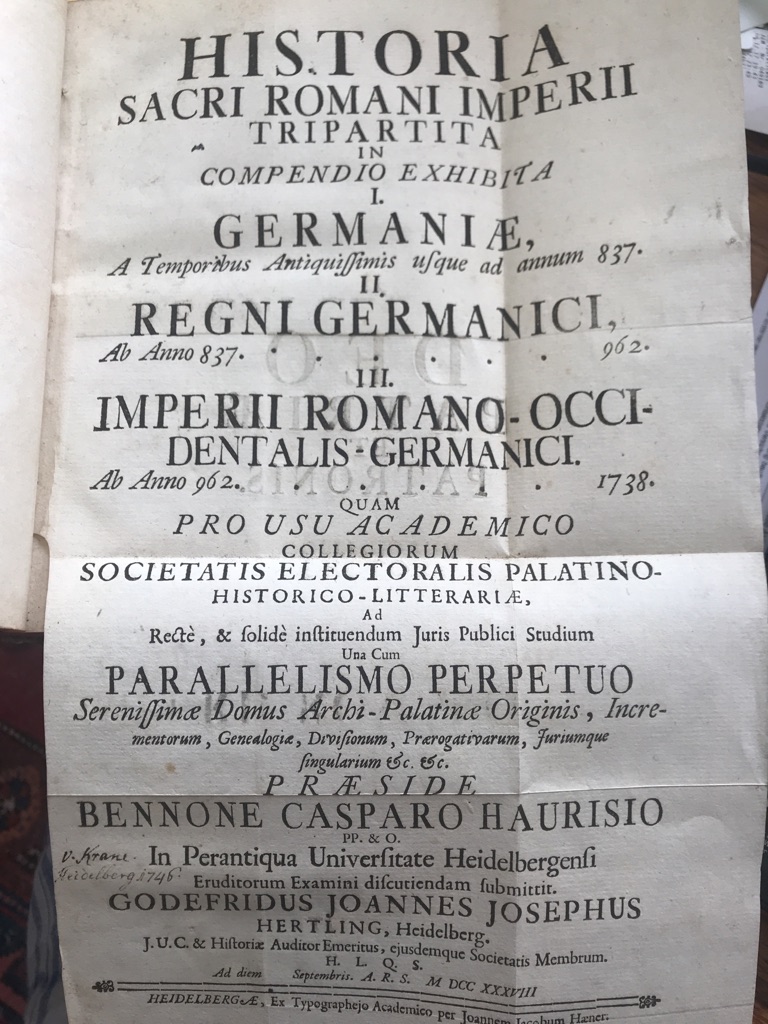 HISTORIA
SACRI ROMANI IMPERII
TRIPARTITA
IN
COMPENDIO EXHIBITA
I.
GERMANIÆ,
A Temporibus Antiquiſſimis uſque ad annum 837.
II.
REGNI GERMANICI,
Ab Anno 837. . . . . . 962.
III.
IMPERII ROMANO-OCCI-
DENTALIS-GERMANICI.
Ab Anno 962. . . . . . 1738.
QUAM
PRO USU ACADEMICO
COLLEGIORUM
SOCIETATIS ELECTORALIS PALATINO-
HISTORICO-LITTERARIÆ,
Ad
Rectè, & ſolidè inſtituendum Juris Publici Studium
Una Cum
PARALLELISMO PERPETUO
Sereniſſimæ Domus Archi-Palatinæ Originis, Incre-
mentorum, Genealogiæ, Diviſionum, Prærogativarum, Juriumque
ſingularium &c. &c.
PRÆSIDE
BENNONE CASPARO HAURISIO
PP. & O.
v. Krane. In Perantiqua Univerſitate Heidelbergenſi
Heidelberg. 1746. Eruditorum Examini diſcutiendam ſubmittit.
GODEFRIDUS JOANNES JOSEPHUS
HERTLING, Heidelberg.
J.U.C. & Hiſtoriæ Auditor Emeritus, ejusdemque Societatis Membrum.
H. L. Q. S.
Ad diem Septembris. A. R. S. M DCC XXXVIII
HEIDELBERGÆ, Ex Typographejo Academico per Joannem Jacobum Hæner.